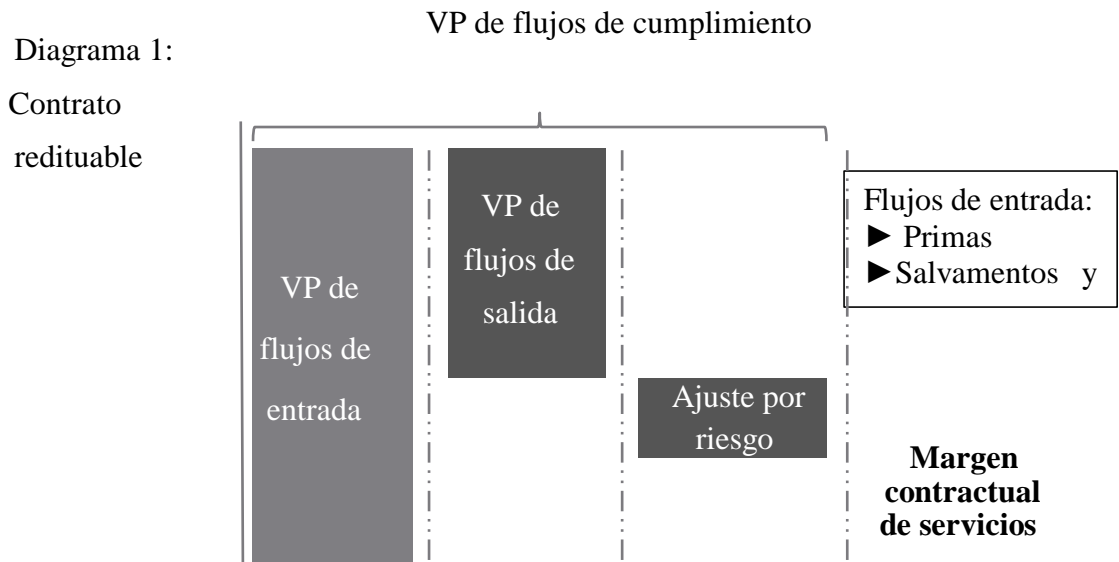 VP de flujos de cumplimiento
Diagrama 1:
Contrato
redituable
VP de
flujos de
entrada
VP de
flujos de
salida
Ajuste por
riesgo
Flujos de entrada:
► Primas
►Salvamentos y
Margen
contractual
de servicios